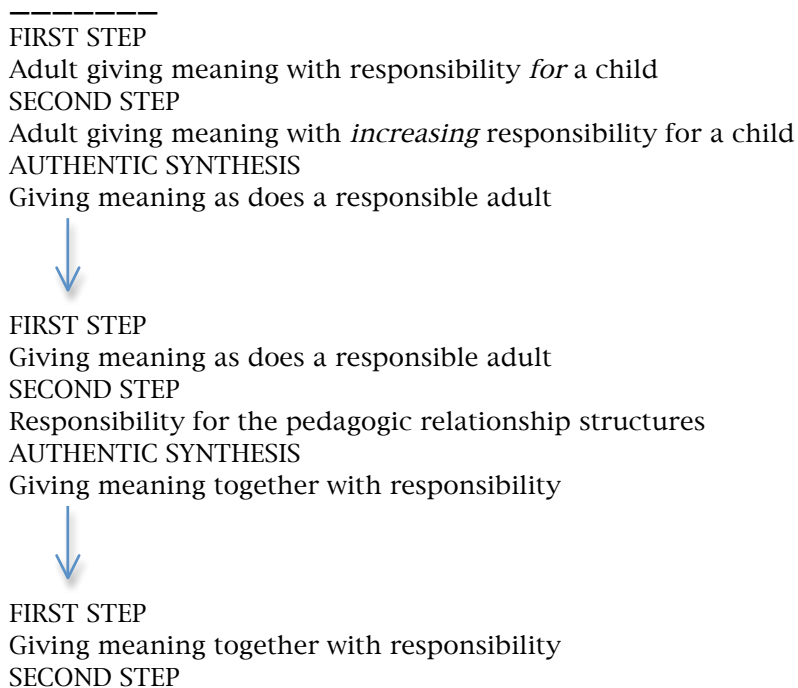 _______
FIRST STEP
Adult giving meaning with responsibility for a child
SECOND STEP
Adult giving meaning with increasing responsibility for a child
AUTHENTIC SYNTHESIS
Giving meaning as does a responsible adult
FIRST STEP
Giving meaning as does a responsible adult
SECOND STEP
Responsibility for the pedagogic relationship structures
AUTHENTIC SYNTHESIS
Giving meaning together with responsibility
FIRST STEP
Giving meaning together with responsibility
SECOND STEP